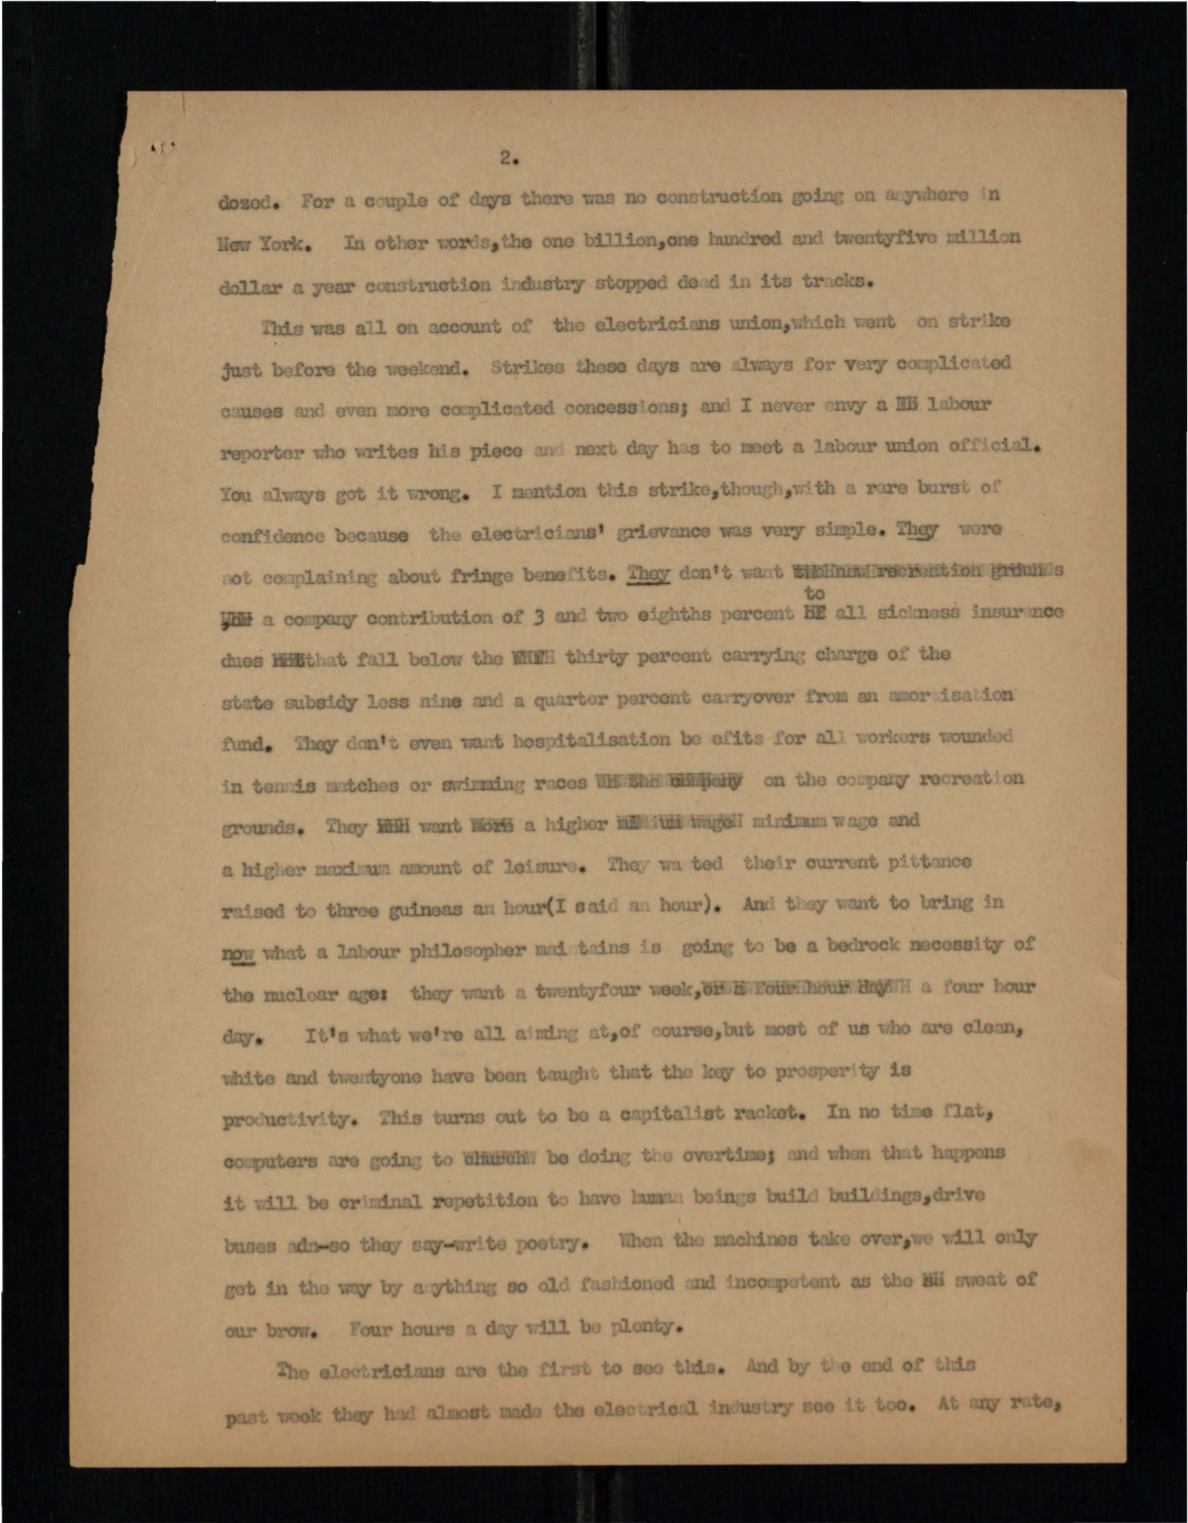 2.
dozed. For a couple of days there was no construction going on anywhere in
New York. In other words,the one billion,one hundred and twentyfive million
dollar a year construction industry stopped dead in its tracks.
This was all on account of the electricians union,which went on strike
just before the weekend. Strikes these days are always for very complicated
causes and even more complicated concessions; and I never envy a labour
reporter who writes his piece and next day has to meet a labour union official.
You always got it wrong. I mention this strike,though,with a rare burst of
confidence because the electricians' grievance was very simple. They were
not complaining about fringe benefits. They don't want new recreation grounds
to
a company contribution of 3 and two eighths percent all sickness insurance
dues that fall below the thirty percent carrying charge of the
state subsidy less nine and a quarter percent carryover from an amortisation
fund. They don't even want hospitalisation be efits for all workers wounded
in tennis matches or swimming races on the company on the company recreation
grounds. They want more a higher minimum wage minimum wage and
a higher maximum amount of leisure. They wa ted their current pittance
raised to three guineas an hour(I said an hour). And they want to bring in
now what a labour philosopher maintains is going to be a bedrock necessity of
the nuclear age: they want a twentyfour week,or a four hour day a four hour
day. It's what we're all aiming at,of course,but most of us who are clean,
white and twentyone have been taught that the key to prosperity is
productivity. This turns out to be a capitalist racket. In no time flat,
computers are going to church be doing the overtime; and when that happens
it will be criminal repetition to have human beings build buildings,drive
buses adn-so they say-write poetry. When the machines take over,we will only
get in the way by anything so old fashioned and incompetent as the sweat of
our brow. Four hours a day will be plenty.
The electricians are the first to see this. And by the end of this
past week they had almost made the electrical industry see it too. At any rate,